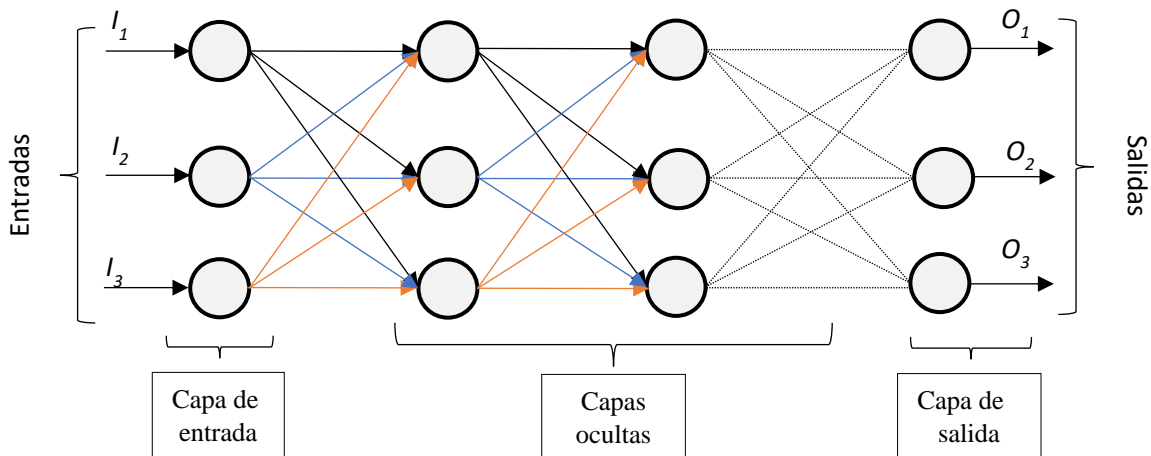 Entradas
I1
I2
I3
O1
O2
O3
Salidas
Capa de
entrada
Capas
ocultas
Capa de
salida